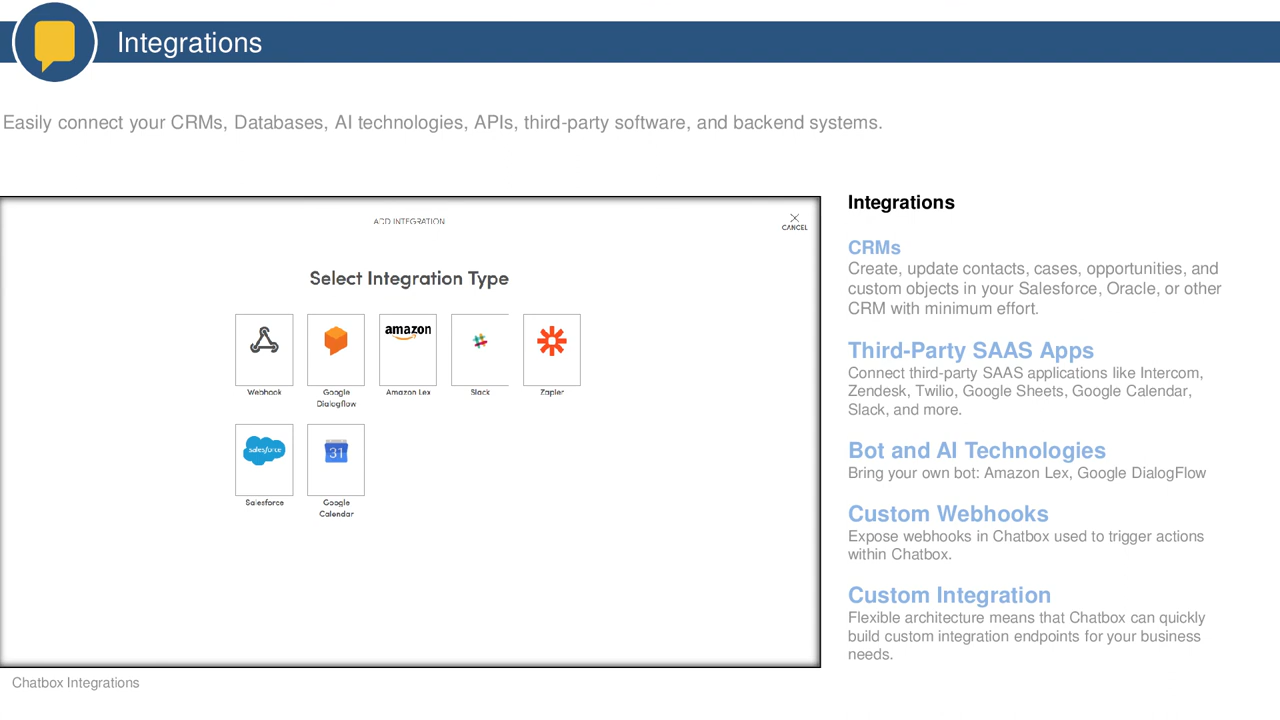 Integrations
Easily connect your CRMs, Databases, AI technologies, APIs, third-party software, and backend systems.
ADD INTEGRATION
CANCEL
Select Integration Type
amazon
Webhook
Google
Dialogflow
Amazon Lex
Slack
Zapier
salesforce
31
Salesforce
Google
Calendar
Chatbox Integrations
Integrations
CRMs
Create, update contacts, cases, opportunities, and
custom objects in your Salesforce, Oracle, or other
CRM with minimum effort.
Third-Party SAAS Apps
Connect third-party SAAS applications like Intercom,
Zendesk, Twilio, Google Sheets, Google Calendar,
Slack, and more.
Bot and AI Technologies
Bring your own bot: Amazon Lex, Google DialogFlow
Custom Webhooks
Expose webhooks in Chatbox used to trigger actions
within Chatbox.
Custom Integration
Flexible architecture means that Chatbox can quickly
build custom integration endpoints for your business
needs.